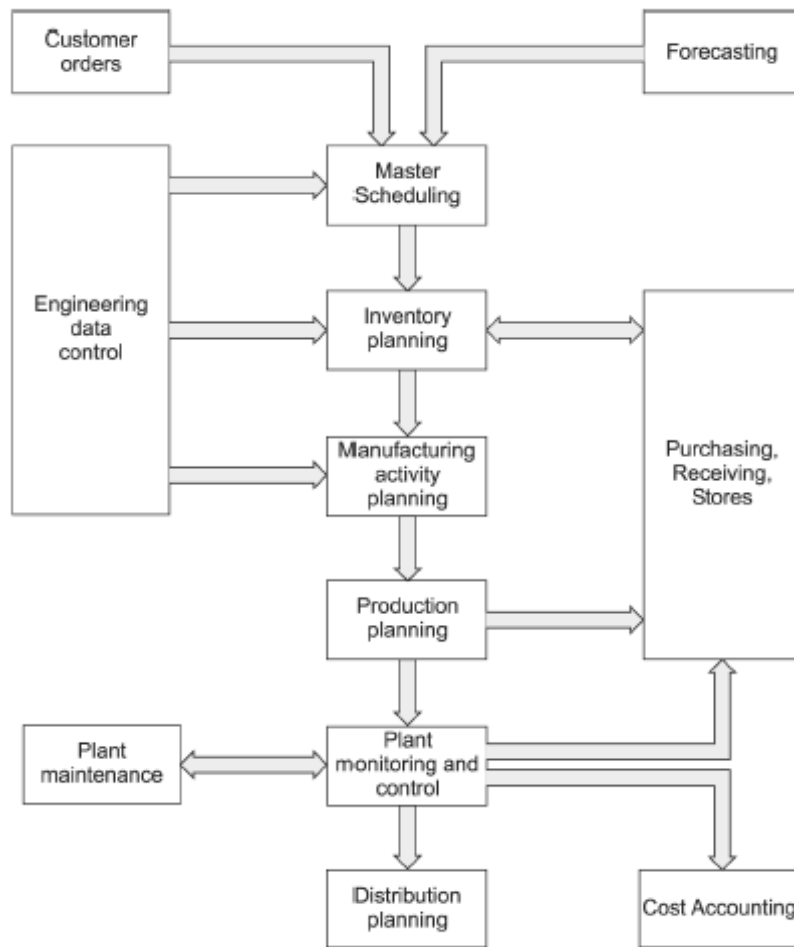 Customer
orders
Forecasting
Master
Scheduling
Engineering
data
control
Inventory
planning
Purchasing,
Receiving,
Stores
Manufacturing
activity
planning
Production
planning
Plant
maintenance
Plant
monitoring and
control
Distribution
planning
Cost Accounting